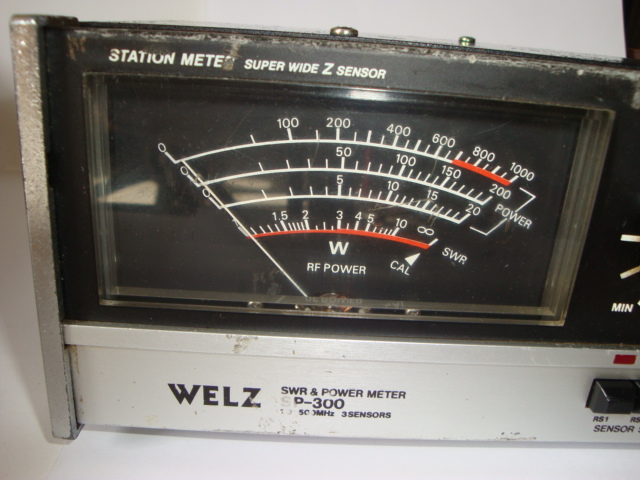 STATION METER SUPER WIDE Z SENSOR
0 100 200 400 600 800 1000
0 50 100 150 200
0 5 10 15 20
POWER
1.5 2 3 4 5 10 ∞
SWR
W
CAL
RF POWER
MIN
WELZ
SWR & POWER METER
SP-300
500MHz 3SENSORS
RS1
SENSOR